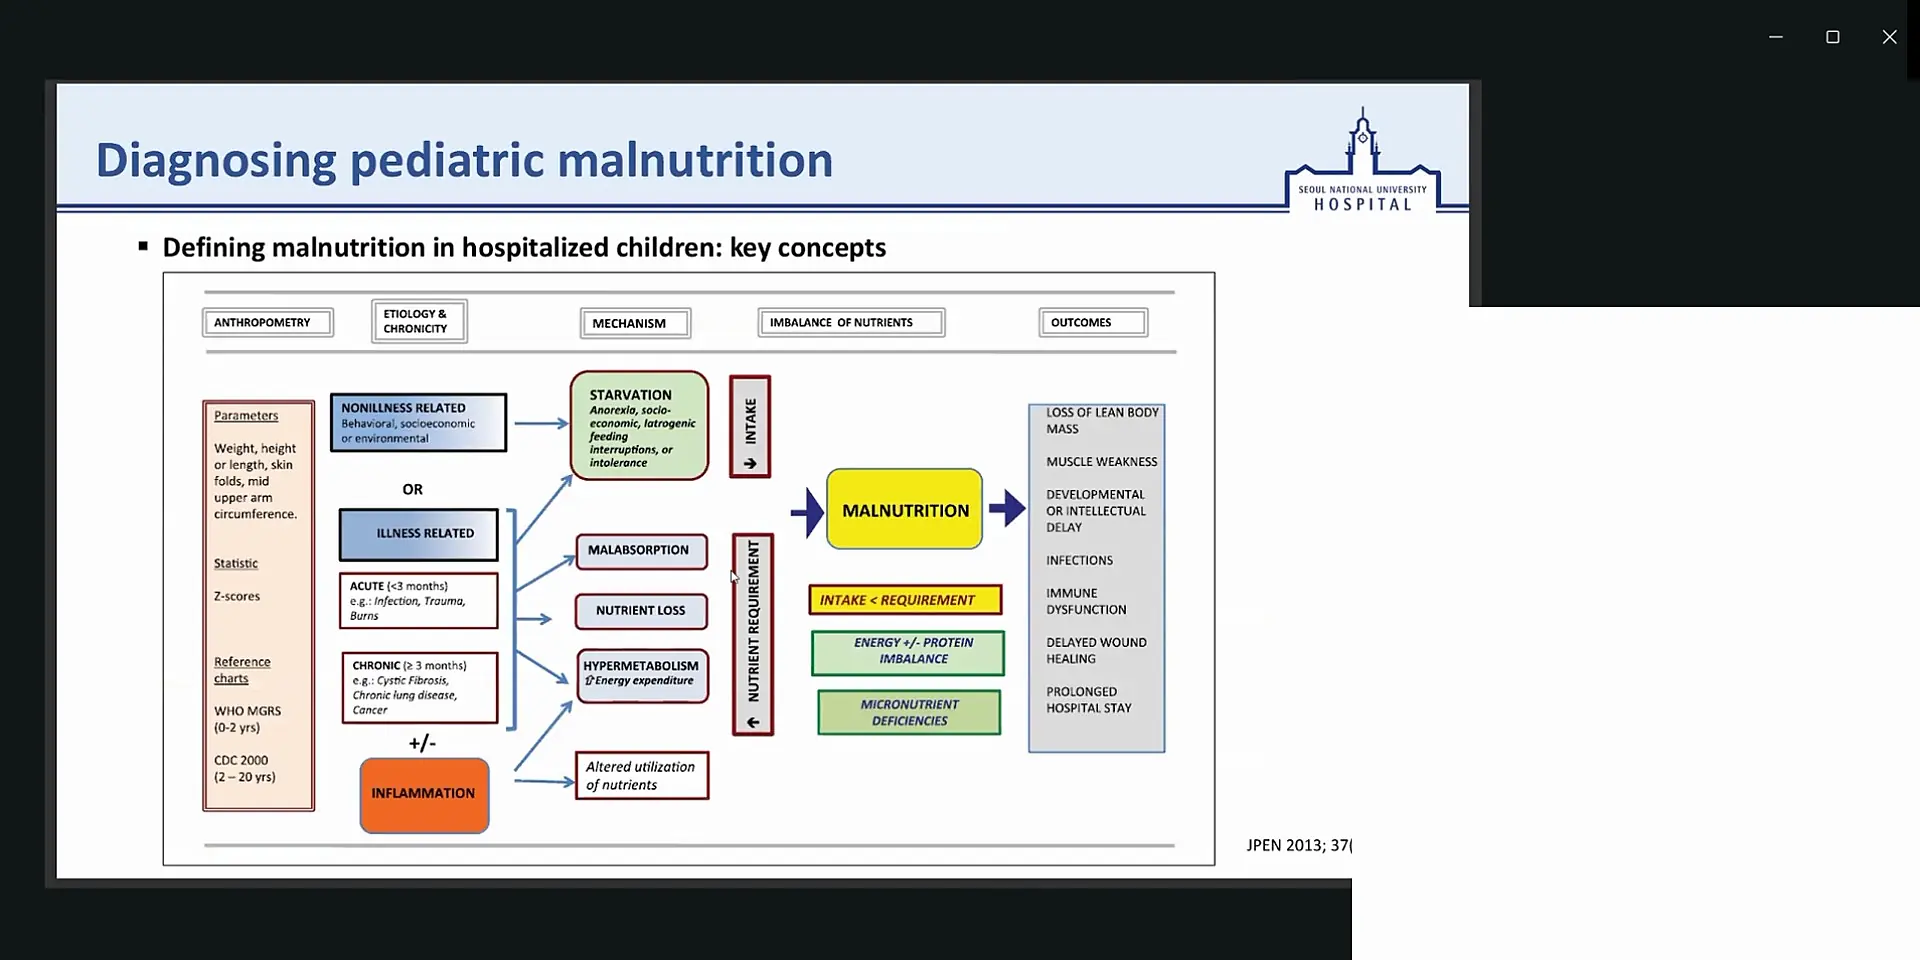 Diagnosing pediatric malnutrition
SEOUL NATIONAL UNIVERSITY
HOSPITAL
▪ Defining malnutrition in hospitalized children: key concepts
ANTHROPOMETRY
ETIOLOGY &
CHRONICITY
MECHANISM
IMBALANCE OF NUTRIENTS
OUTCOMES
Parameters
Weight, height
or length, skin
folds, mid
upper arm
circumference.
Statistic
Z-scores
Reference
charts
WHO MGRS
(0-2 yrs)
CDC 2000
(2 – 20 yrs)
NONILLNESS RELATED
Behavioral, socioeconomic
or environmental
OR
ILLNESS RELATED
ACUTE (<3 months)
e.g.: Infection, Trauma,
Burns
CHRONIC (≥ 3 months)
e.g.: Cystic Fibrosis,
Chronic lung disease,
Cancer
+/-
INFLAMMATION
STARVATION
Anorexia, socio-
economic, Iatrogenic
feeding
interruptions, or
intolerance
MALABSORPTION
NUTRIENT LOSS
HYPERMETABOLISM
⇧Energy expenditure
Altered utilization
of nutrients
↓ INTAKE
↑ NUTRIENT REQUIREMENT
MALNUTRITION
INTAKE < REQUIREMENT
ENERGY +/- PROTEIN
IMBALANCE
MICRONUTRIENT
DEFICIENCIES
LOSS OF LEAN BODY
MASS
MUSCLE WEAKNESS
DEVELOPMENTAL
OR INTELLECTUAL
DELAY
INFECTIONS
IMMUNE
DYSFUNCTION
DELAYED WOUND
HEALING
PROLONGED
HOSPITAL STAY
JPEN 2013; 37(